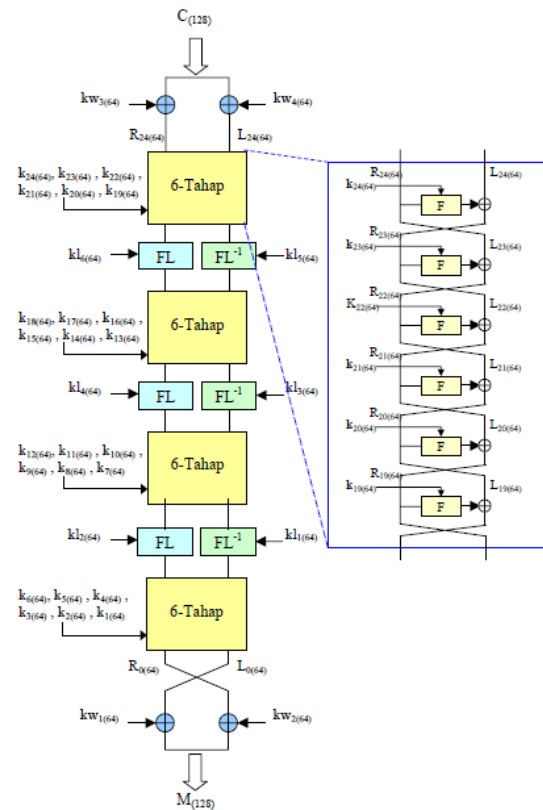 C(128)
kw3(64)
kw4(64)
R24(64)
L24(64)
k24(64), k23(64) , k22(64) ,
k21(64) , k20(64) , k19(64)
6-Tahap
kl6(64)
FL
FL-1
kl5(64)
k18(64), k17(64) , k16(64) ,
k15(64) , k14(64) , k13(64)
6-Tahap
kl4(64)
FL
FL-1
kl3(64)
k12(64), k11(64) , k10(64) ,
k9(64) , k8(64) , k7(64)
6-Tahap
kl2(64)
FL
FL-1
kl1(64)
k6(64), k5(64) , k4(64) ,
k3(64) , k2(64) , k1(64)
6-Tahap
R0(64)
L0(64)
kw1(64)
kw2(64)
M(128)
R24(64)
L24(64)
k24(64)
F
R23(64)
L23(64)
k23(64)
F
R22(64)
L22(64)
K22(64)
F
R21(64)
L21(64)
k21(64)
F
R20(64)
L20(64)
k20(64)
F
R19(64)
L19(64)
k19(64)
F